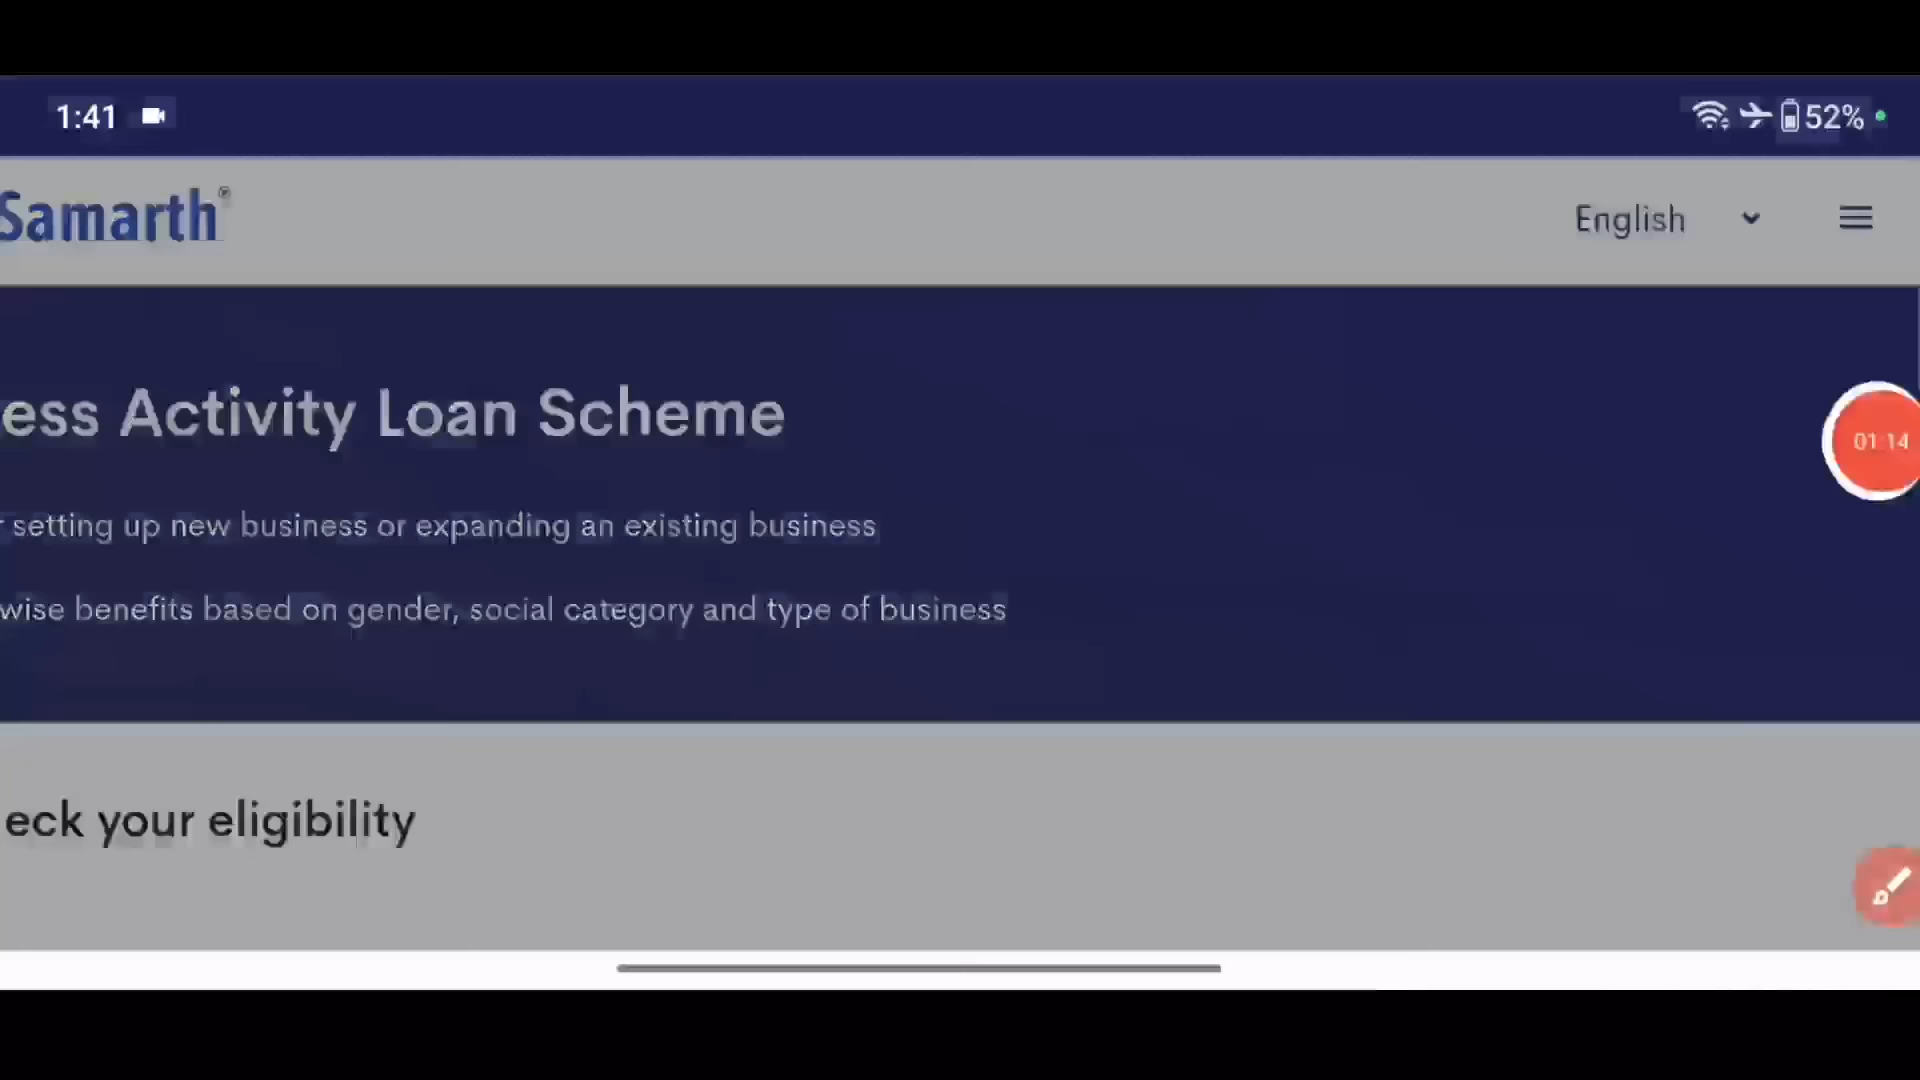 1:41 52%
Samarth®
English
ess Activity Loan Scheme
01:14
setting up new business or expanding an existing business
wise benefits based on gender, social category and type of business
eck your eligibility